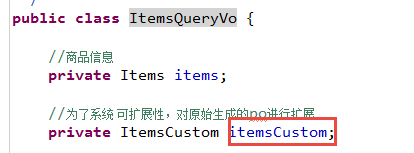 public class ItemsQueryVo {
//商品信息
private Items items;
//为了系统 可扩展性，对原始生成的po进行扩展
private ItemsCustom itemsCustom;